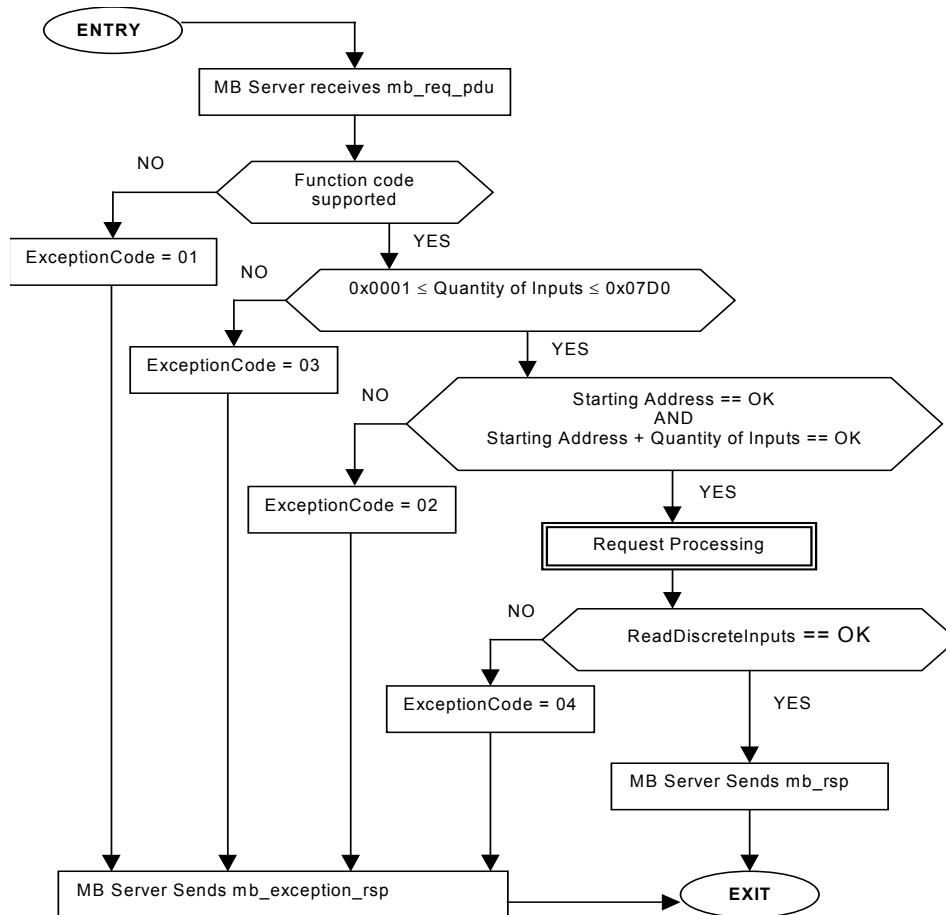 ENTRY
MB Server receives mb_req_pdu
NO
Function code
supported
YES
ExceptionCode = 01
NO
0x0001 ≤ Quantity of Inputs ≤ 0x07D0
YES
ExceptionCode = 03
NO
Starting Address == OK
AND
Starting Address + Quantity of Inputs == OK
YES
ExceptionCode = 02
Request Processing
NO
ReadDiscreteInputs == OK
YES
ExceptionCode = 04
MB Server Sends mb_rsp
MB Server Sends mb_exception_rsp
EXIT